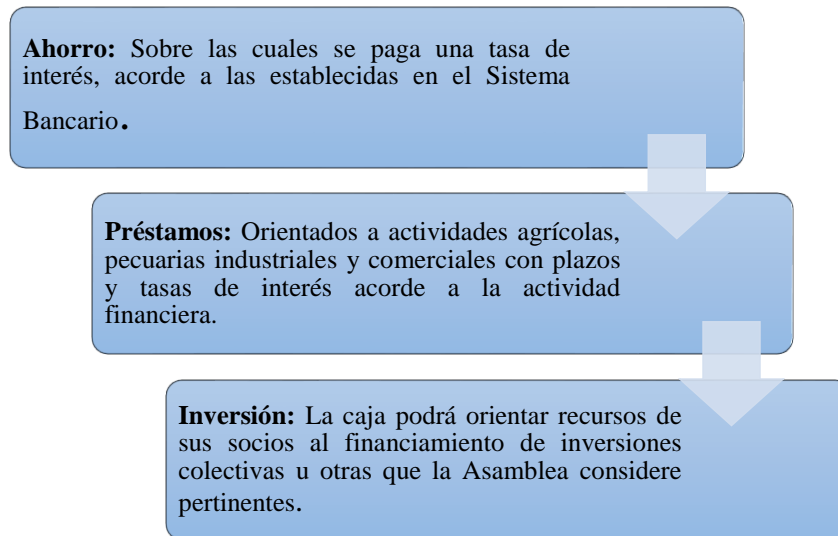 Ahorro: Sobre las cuales se paga una tasa de
interés, acorde a las establecidas en el Sistema
Bancario.
Préstamos: Orientados a actividades agrícolas,
pecuarias industriales y comerciales con plazos
y tasas de interés acorde a la actividad
financiera.
Inversión: La caja podrá orientar recursos de
sus socios al financiamiento de inversiones
colectivas u otras que la Asamblea considere
pertinentes.